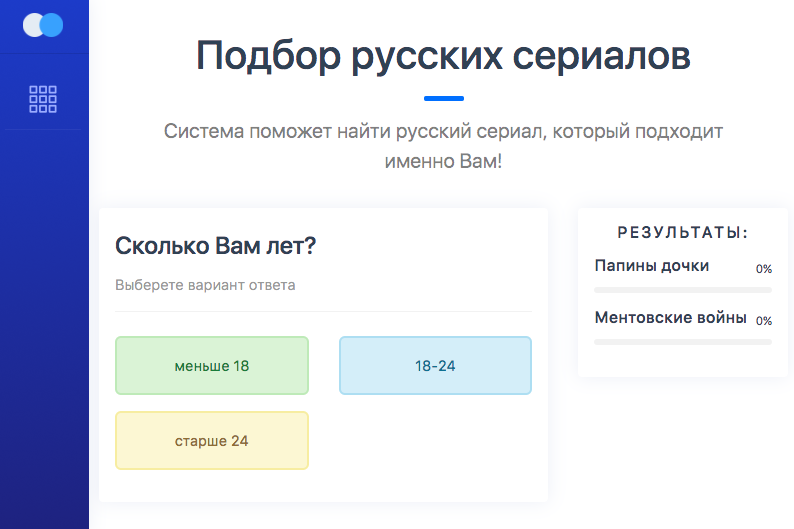 Подбор русских сериалов
Система поможет найти русский сериал, который подходит
именно Вам!
Сколько Вам лет?
Выберете вариант ответа
меньше 18
18-24
старше 24
РЕЗУЛЬТАТЫ:
Папины дочки 0%
Ментовские войны 0%